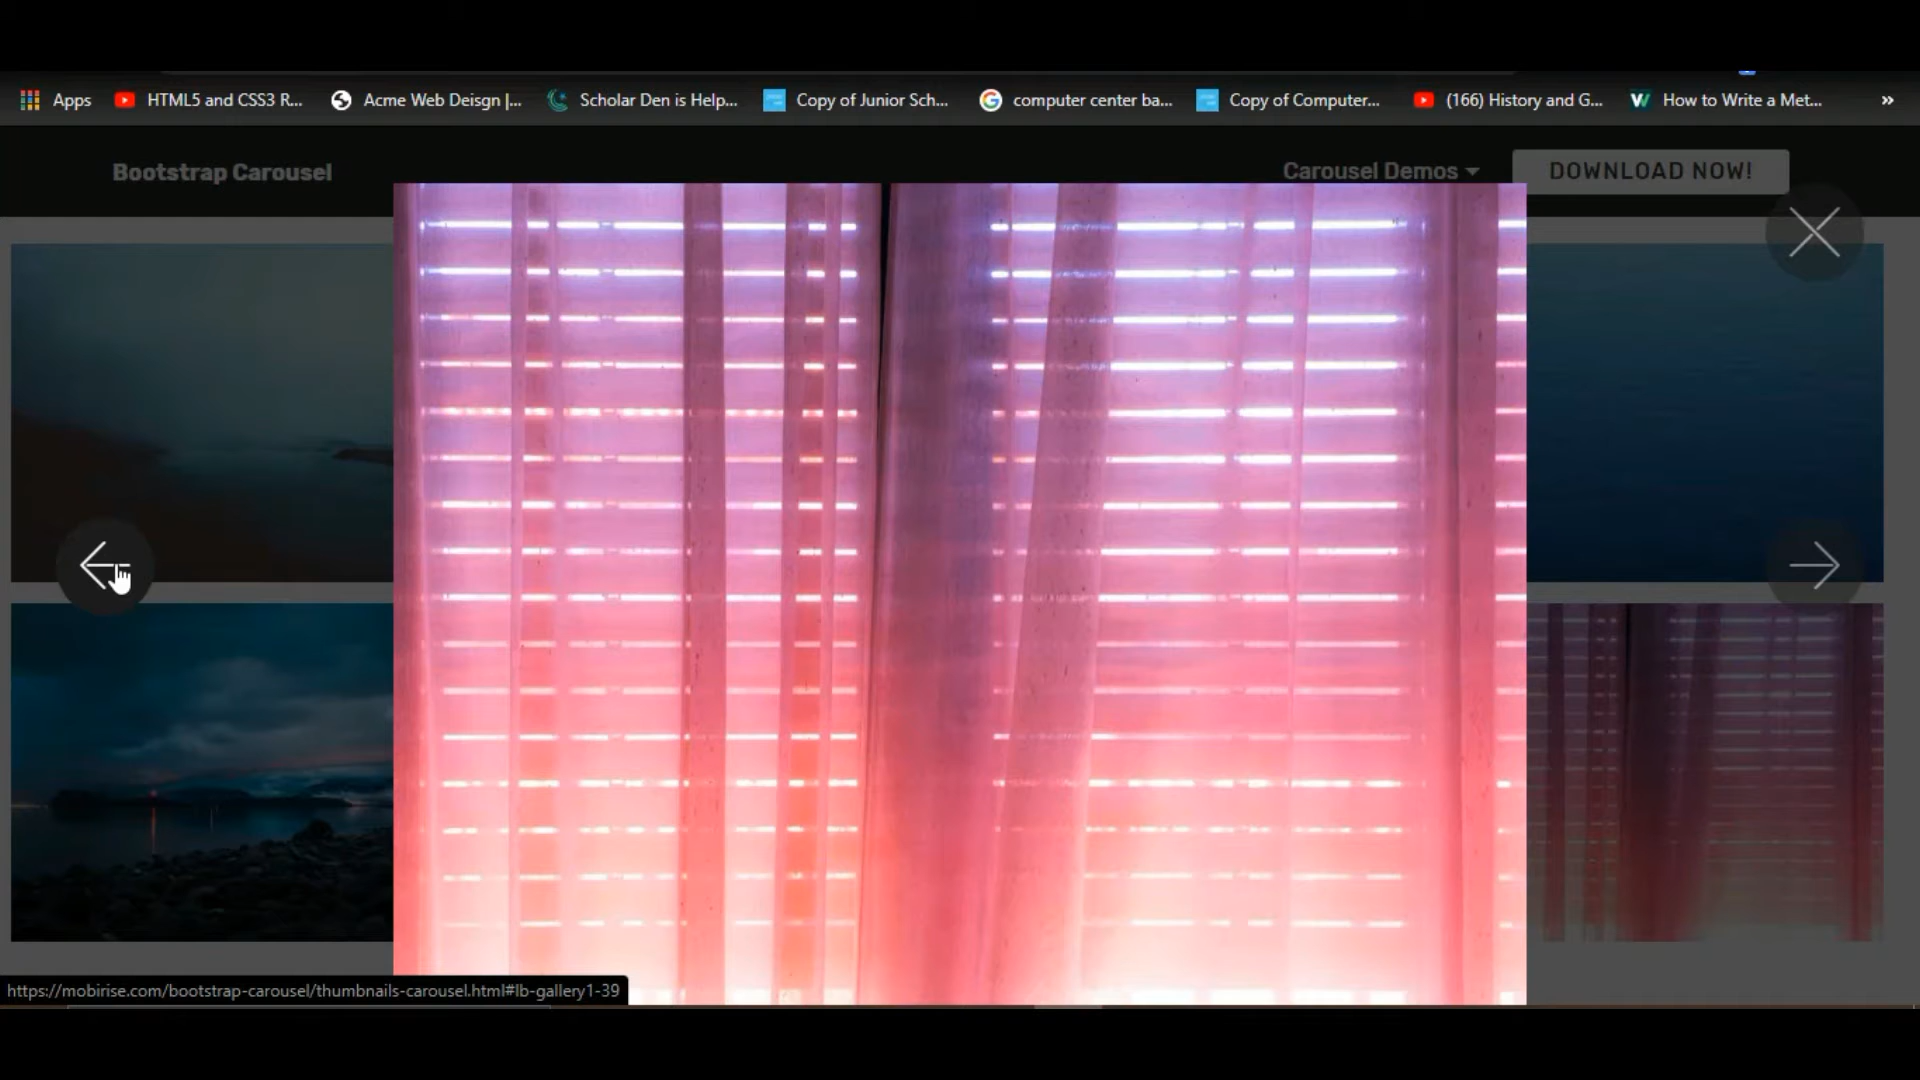 Apps HTML5 and CSS3 R... Acme Web Deisgn |... Scholar Den is Help... Copy of Junior Sch... computer center ba... Copy of Computer... (166) History and G... How to Write a Met... »
Bootstrap Carousel Carousel Demos DOWNLOAD NOW!
https://mobirise.com/bootstrap-carousel/thumbnails-carousel.html#lb-gallery1-39